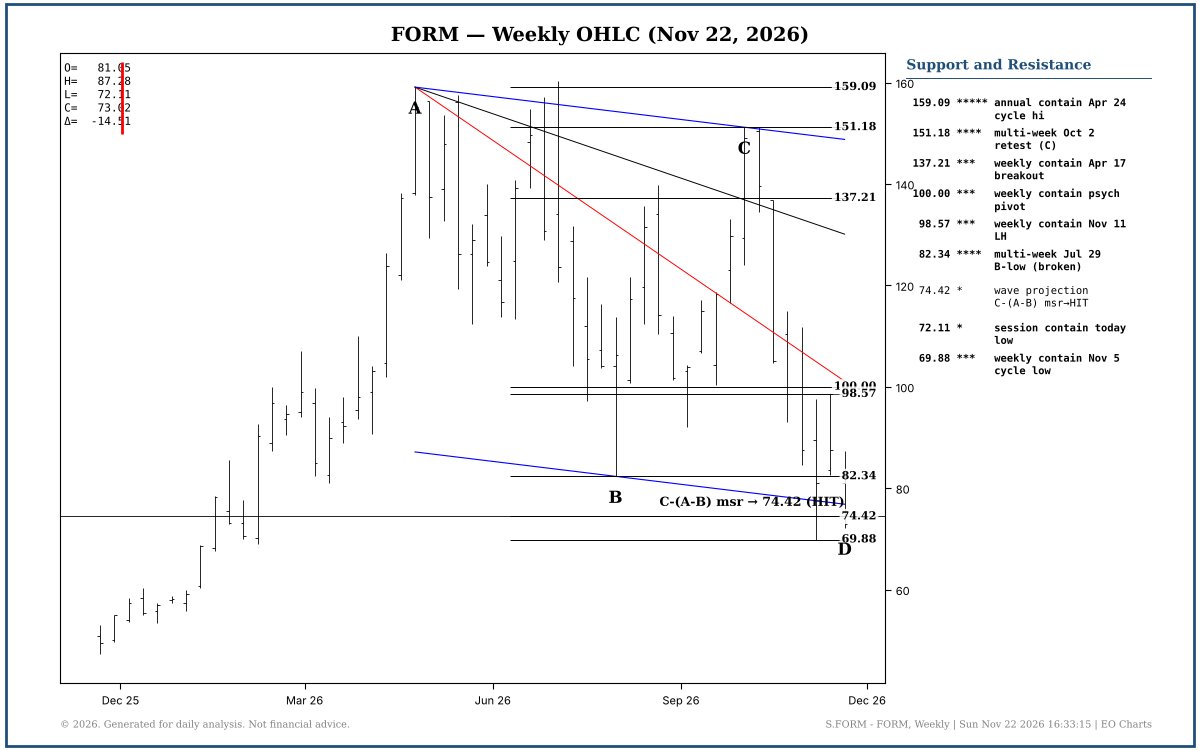 FORM — Weekly OHLC (Nov 22, 2026)
O= 81.05
H= 87.28
L= 72.11
C= 73.02
Δ= -14.51
A
B
C
D
159.09
151.18
137.21
100.00
98.57
82.34
C-(A-B) msr → 74.42 (HIT)
74.42
69.88
160
140
120
100
80
60
Dec 25
Mar 26
Jun 26
Sep 26
Dec 26
Support and Resistance
159.09 ***** annual contain Apr 24
cycle hi
151.18 **** multi-week Oct 2
retest (C)
137.21 *** weekly contain Apr 17
breakout
100.00 *** weekly contain psych
pivot
98.57 *** weekly contain Nov 11
LH
82.34 **** multi-week Jul 29
B-low (broken)
74.42 * wave projection
C-(A-B) msr→HIT
72.11 * session contain today
low
69.88 *** weekly contain Nov 5
cycle low
© 2026. Generated for daily analysis. Not financial advice.
S.FORM - FORM, Weekly | Sun Nov 22 2026 16:33:15 | EO Charts